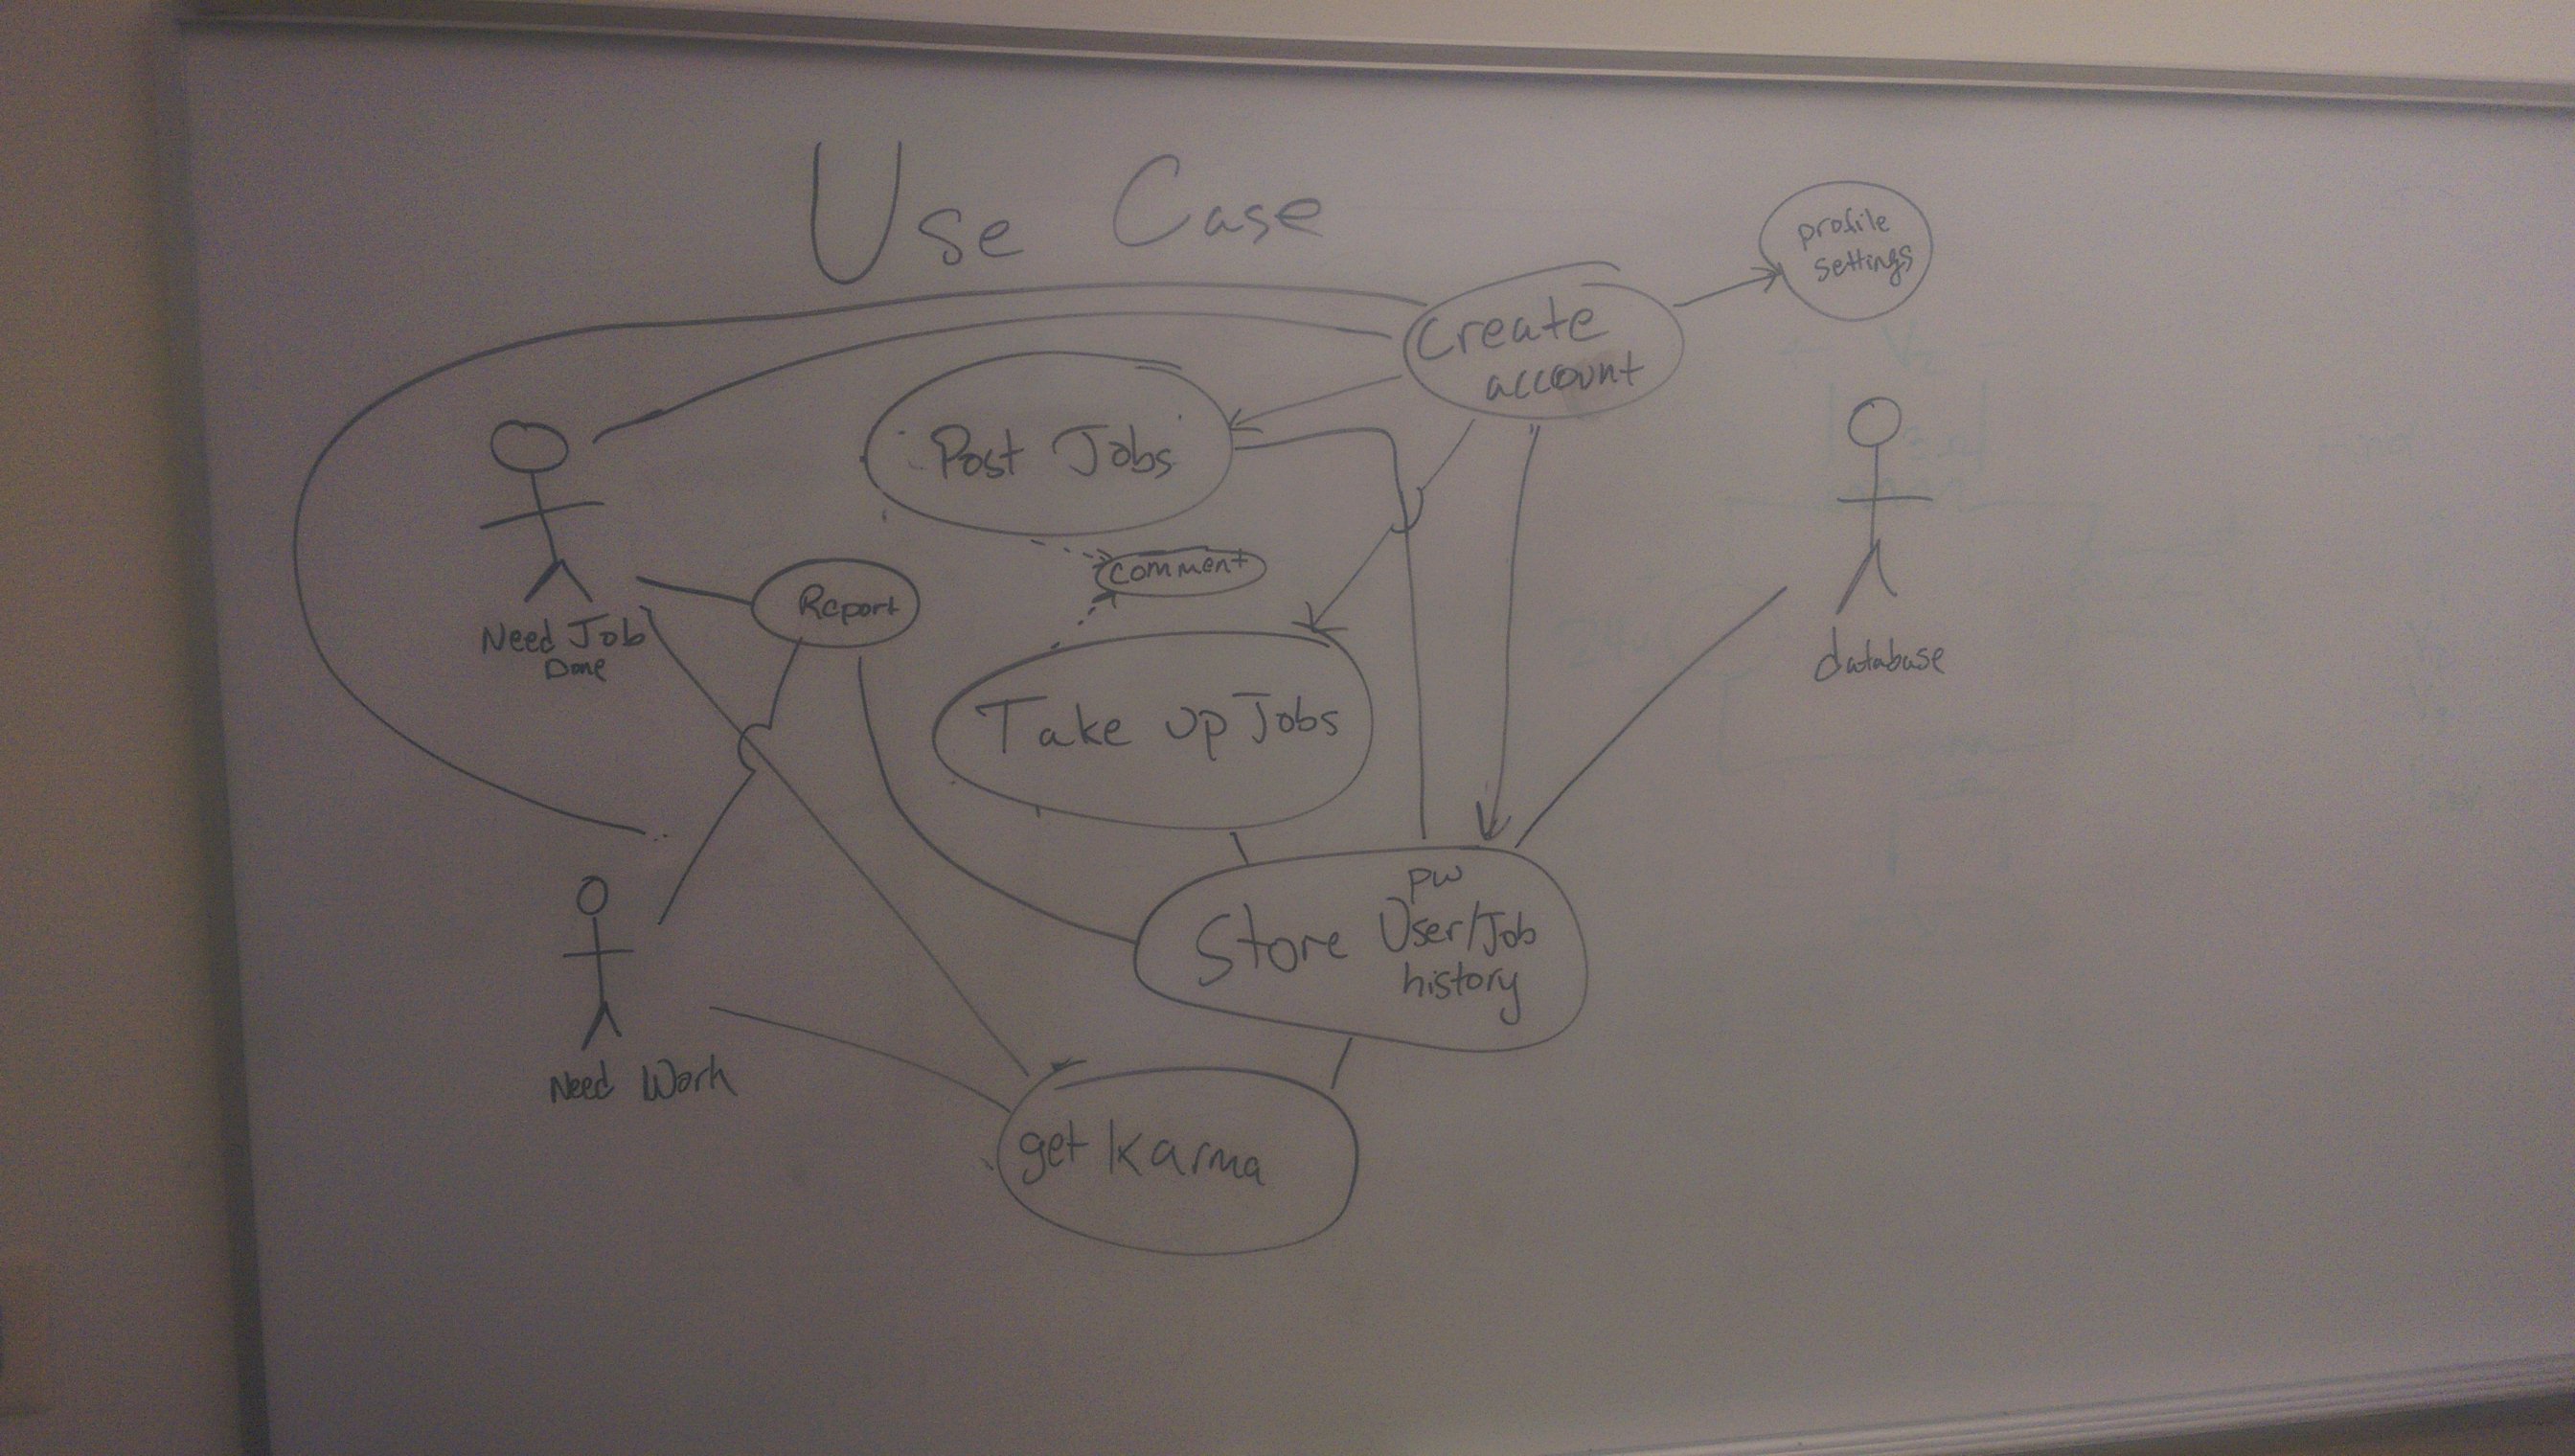 Use Case
profile
settings
Create
account
Post Jobs
comment
Report
Need Job
Done
database
Take up Jobs
pw
Store User/Job
history
Need Work
get Karma